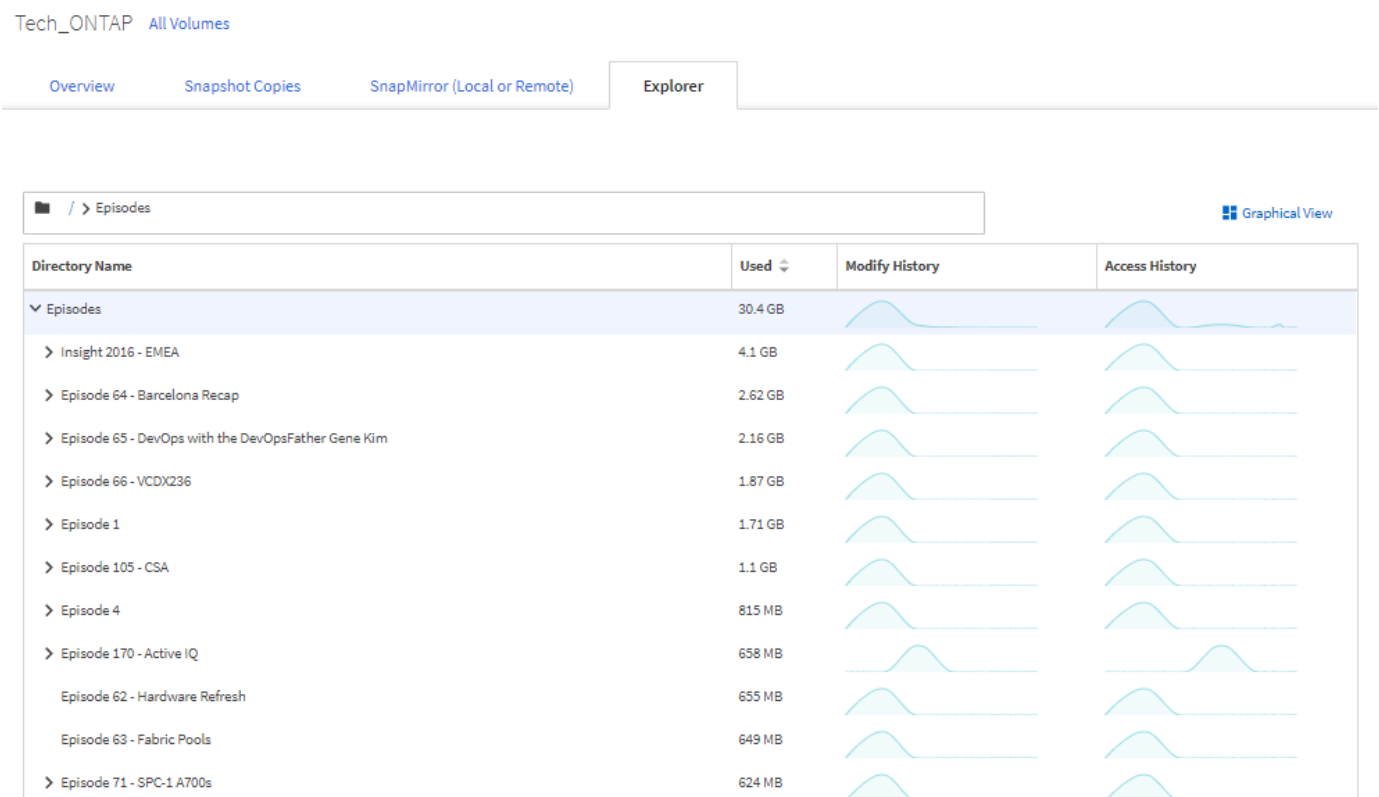 Tech_ONTAP All Volumes
Overview Snapshot Copies SnapMirror (Local or Remote) Explorer
/ > Episodes Graphical View
Directory Name Used Modify History Access History
Episodes 30.4 GB
Insight 2016 - EMEA 4.1 GB
Episode 64 - Barcelona Recap 2.62 GB
Episode 65 - DevOps with the DevOpsFather Gene Kim 2.16 GB
Episode 66 - VCDX236 1.87 GB
Episode 1 1.71 GB
Episode 105 - CSA 1.1 GB
Episode 4 815 MB
Episode 170 - Active IQ 658 MB
Episode 62 - Hardware Refresh 655 MB
Episode 63 - Fabric Pools 649 MB
Episode 71 - SPC-1 A700s 624 MB